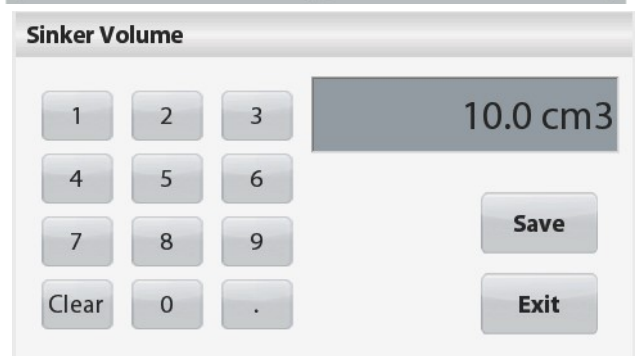 Sinker Volume
10.0 cm3
1 2 3
4 5 6
7 8 9
Clear 0 .
Save
Exit